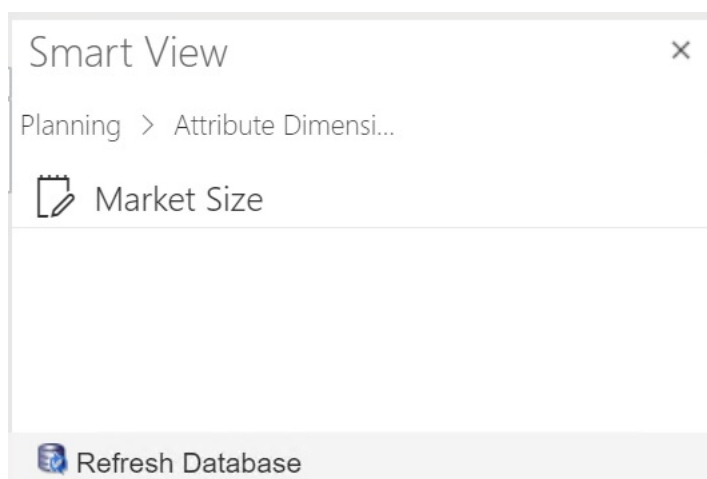 Smart View
Planning > Attribute Dimensi...
Market Size
Refresh Database